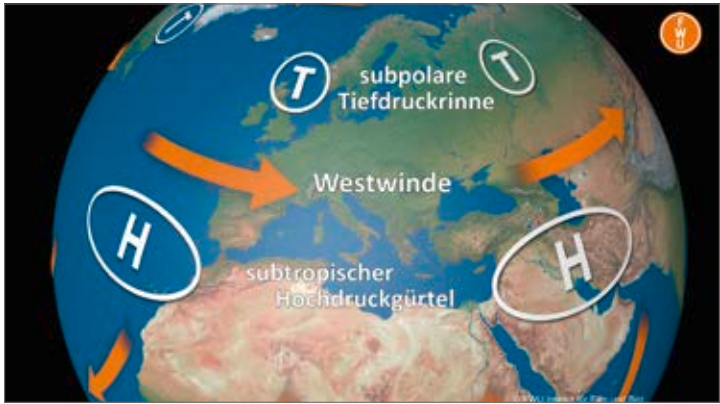 F
W
U
T
T
T
subpolare
Tiefdruckrinne
Westwinde
H
H
subtropischer
Hochdruckgürtel